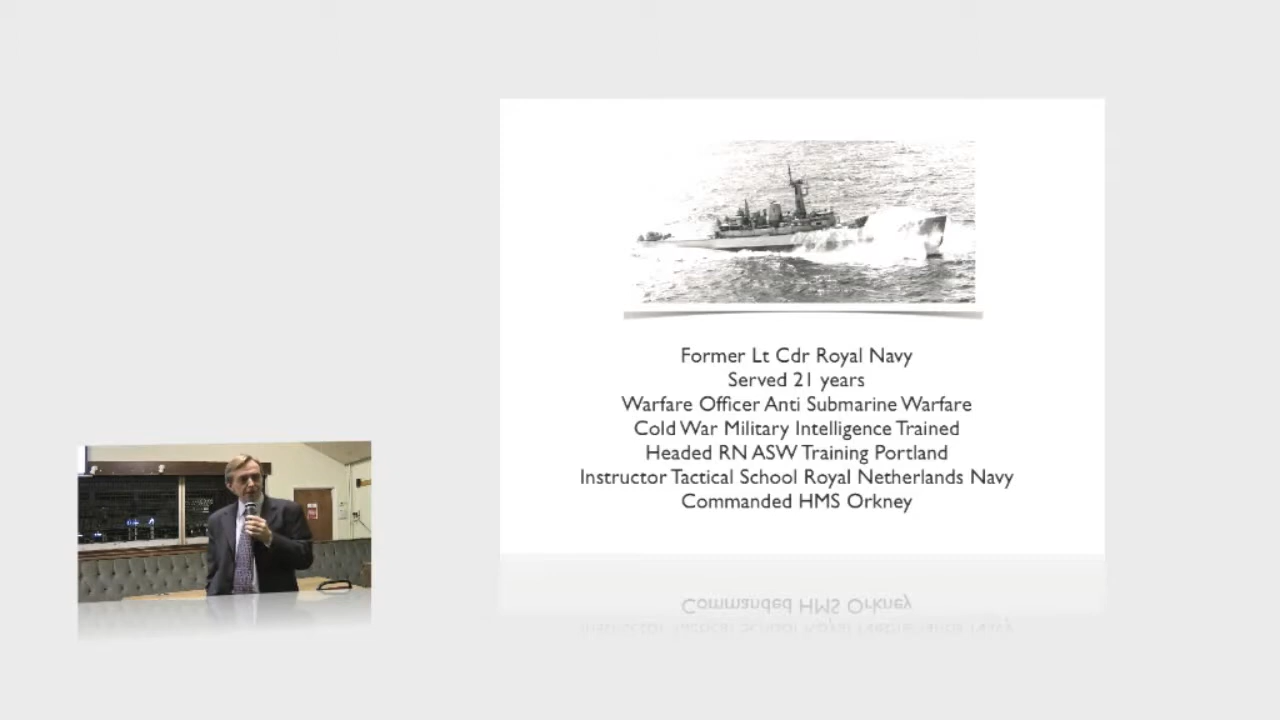 Former Lt Cdr Royal Navy
Served 21 years
Warfare Officer Anti Submarine Warfare
Cold War Military Intelligence Trained
Headed RN ASW Training Portland
Instructor Tactical School Royal Netherlands Navy
Commanded HMS Orkney